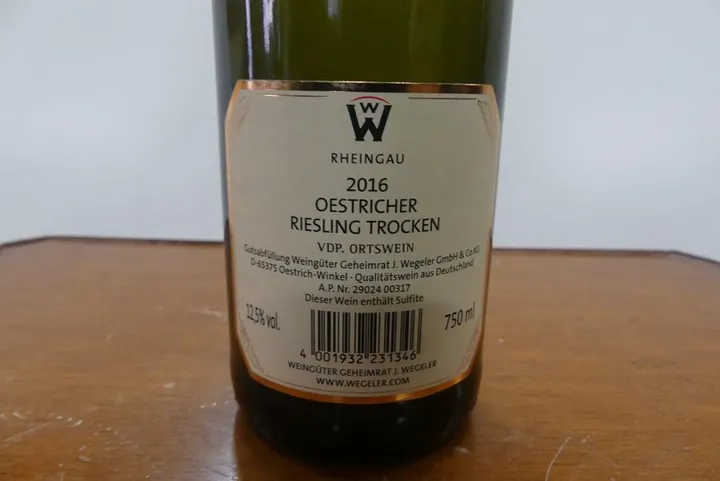 W W
RHEINGAU
2016
OESTRICHER
RIESLING TROCKEN
VDP. ORTSWEIN
Gutsabfüllung Weingüter Geheimrat J. Wegeler GmbH & Co.KG
D-65375 Oestrich-Winkel · Qualitätswein aus Deutschland
A.P. Nr. 29024 00317
Dieser Wein enthält Sulfite
12,5% vol.
750 ml
4 001932 231346
WEINGÜTER GEHEIMRAT J. WEGELER
WWW.WEGELER.COM